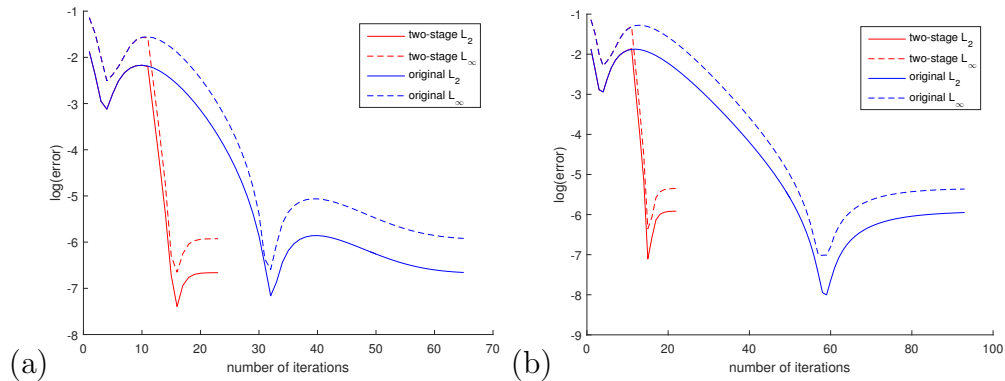 -1
-2
-3
-4
-5
-6
-7
-8
log(error)
0
10
20
30
40
50
60
70
number of iterations
two-stage L2
two-stage L∞
original L2
original L∞
(a)
-1
-2
-3
-4
-5
-6
-7
-8
-9
log(error)
0
20
40
60
80
100
number of iterations
two-stage L2
two-stage L∞
original L2
original L∞
(b)